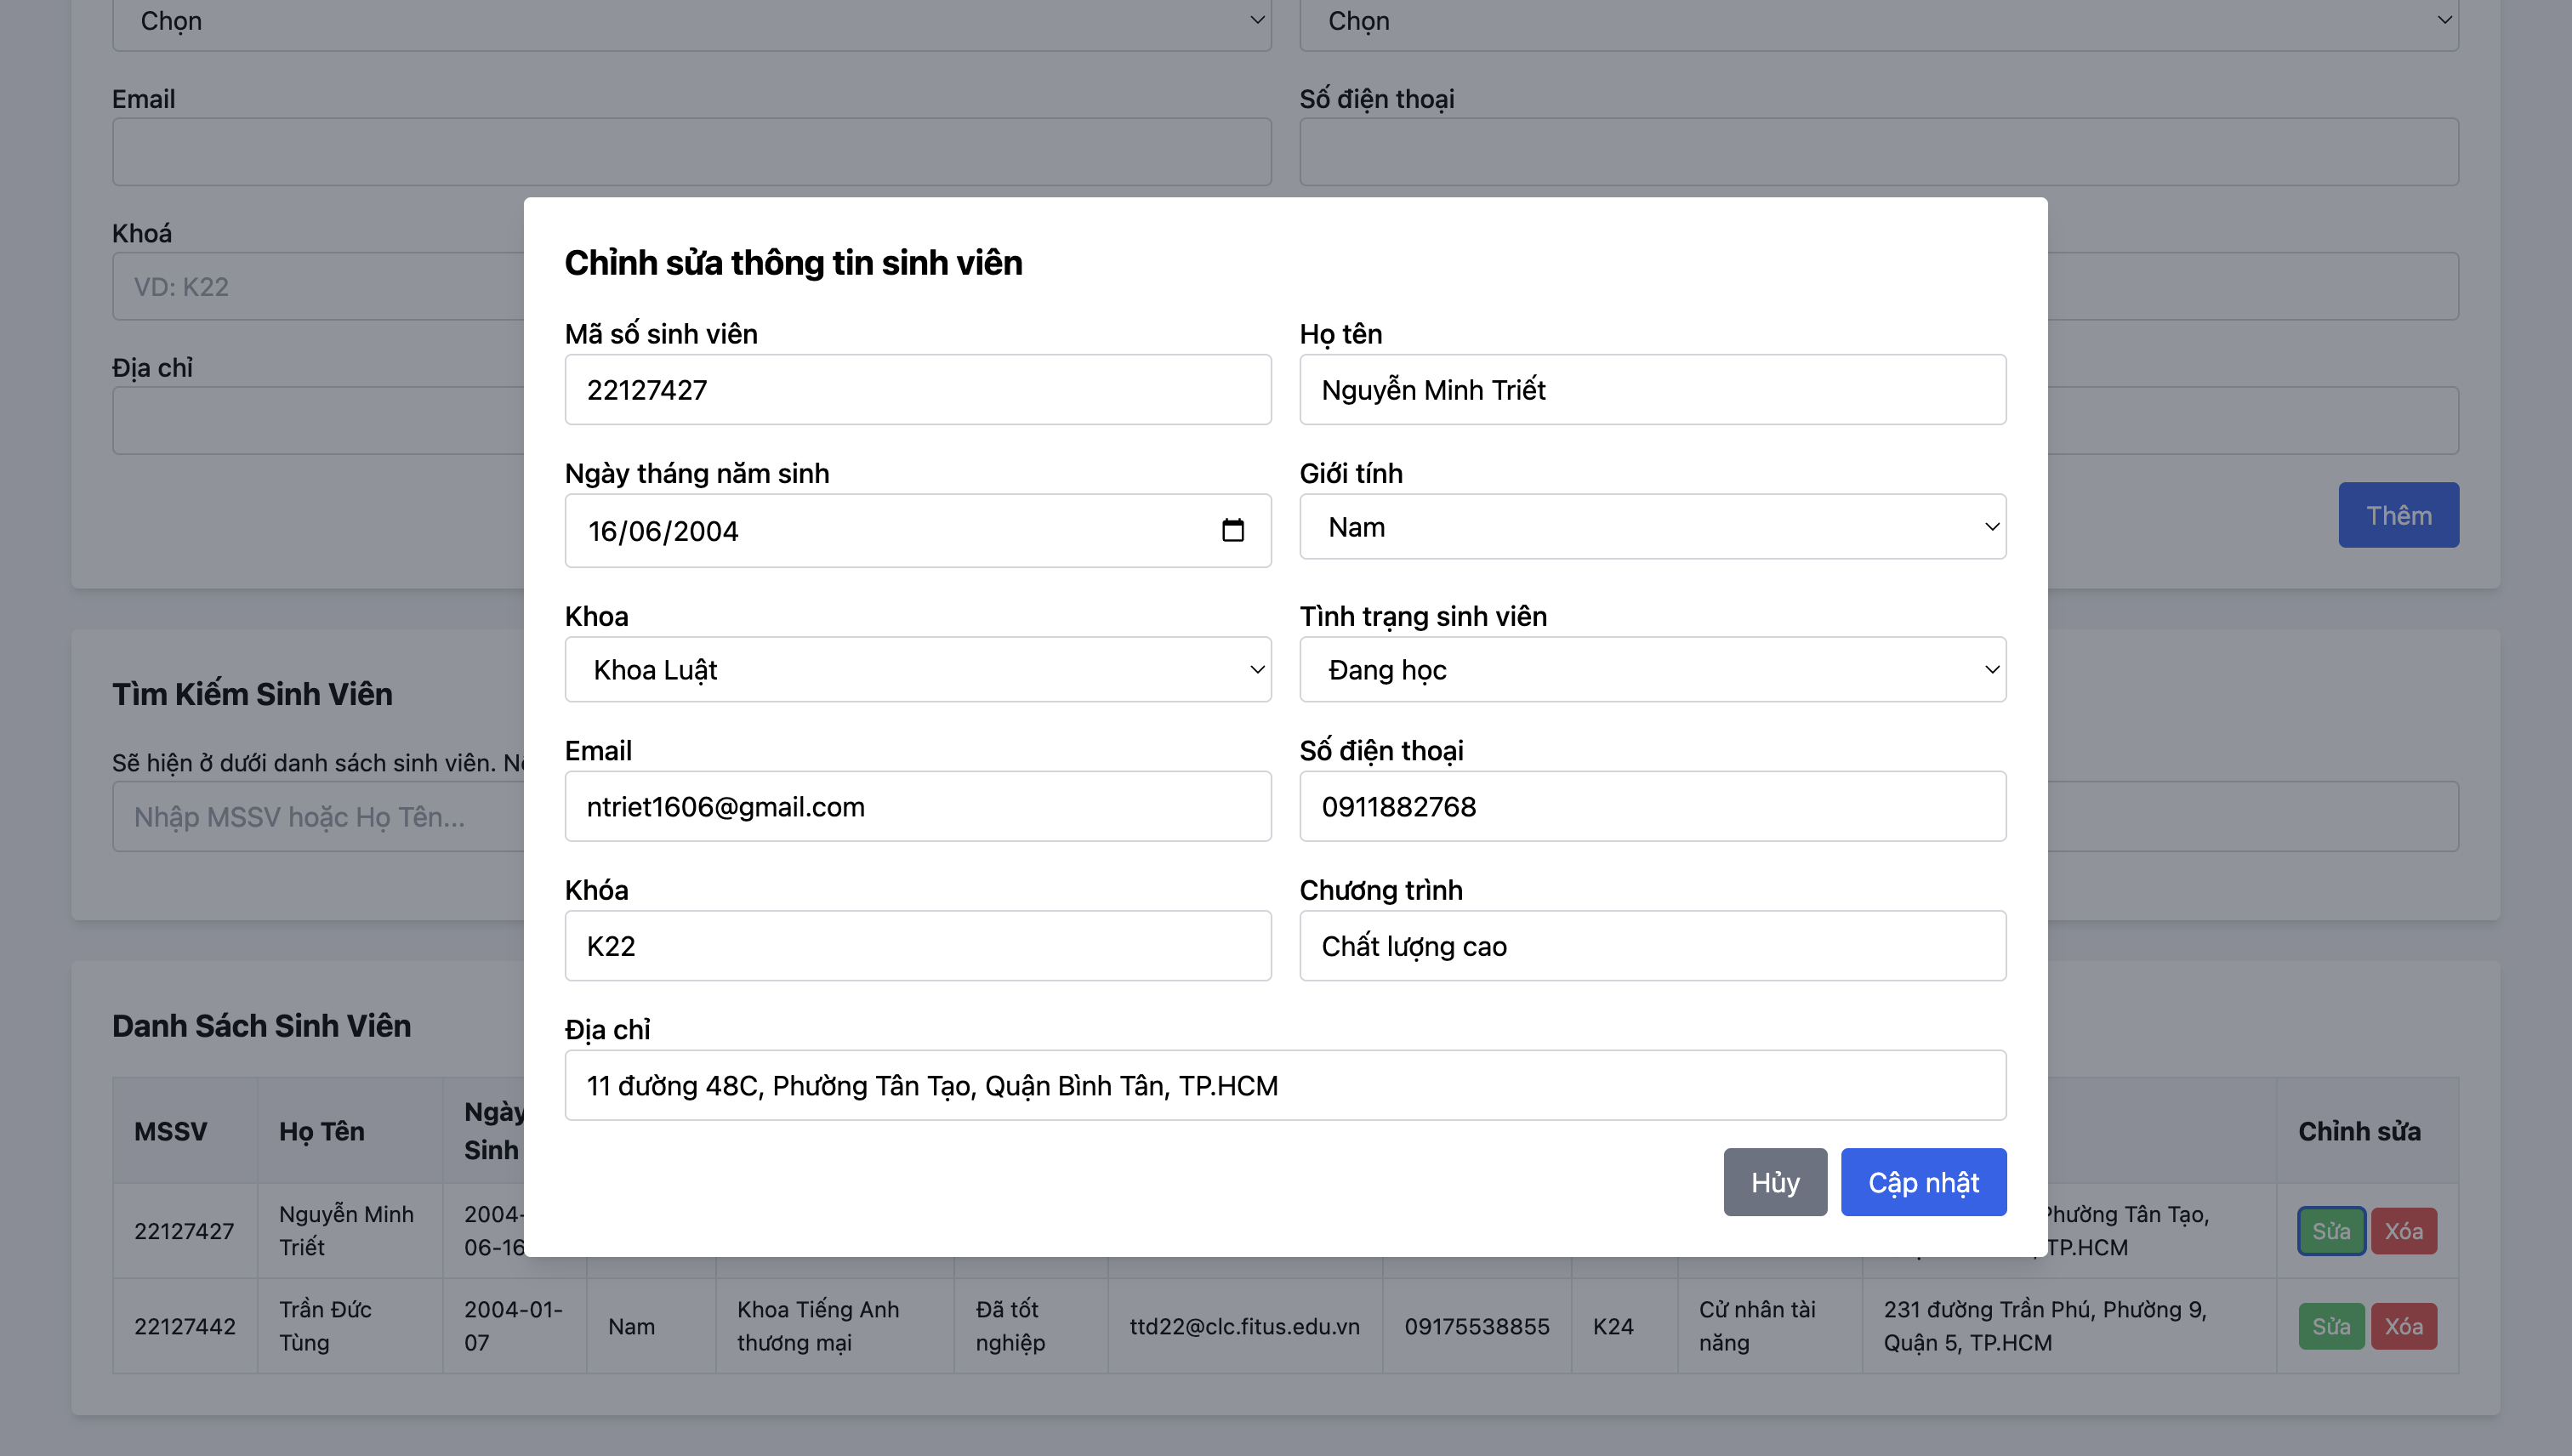 Chọn
Chọn
Email
Số điện thoại
Khoá
VD: K22
Địa chỉ
Thêm
Chỉnh sửa thông tin sinh viên
Mã số sinh viên
Họ tên
22127427
Nguyễn Minh Triết
Ngày tháng năm sinh
Giới tính
16/06/2004
Nam
Khoa
Tình trạng sinh viên
Khoa Luật
Đang học
Email
Số điện thoại
ntriet1606@gmail.com
0911882768
Khóa
Chương trình
K22
Chất lượng cao
Địa chỉ
11 đường 48C, Phường Tân Tạo, Quận Bình Tân, TP.HCM
Hủy
Cập nhật
Tìm Kiếm Sinh Viên
Sẽ hiện ở dưới danh sách sinh viên.
Nhập MSSV hoặc Họ Tên...
Danh Sách Sinh Viên
MSSV
Họ Tên
Ngày
Sinh
Chỉnh sửa
22127427
Nguyễn Minh
Triết
2004-
06-16
Phường Tân Tạo,
TP.HCM
Sửa
Xóa
22127442
Trần Đức
Tùng
2004-01-
07
Nam
Khoa Tiếng Anh
thương mại
Đã tốt
nghiệp
ttd22@clc.fitus.edu.vn
09175538855
K24
Cử nhân tài
năng
231 đường Trần Phú, Phường 9,
Quận 5, TP.HCM
Sửa
Xóa